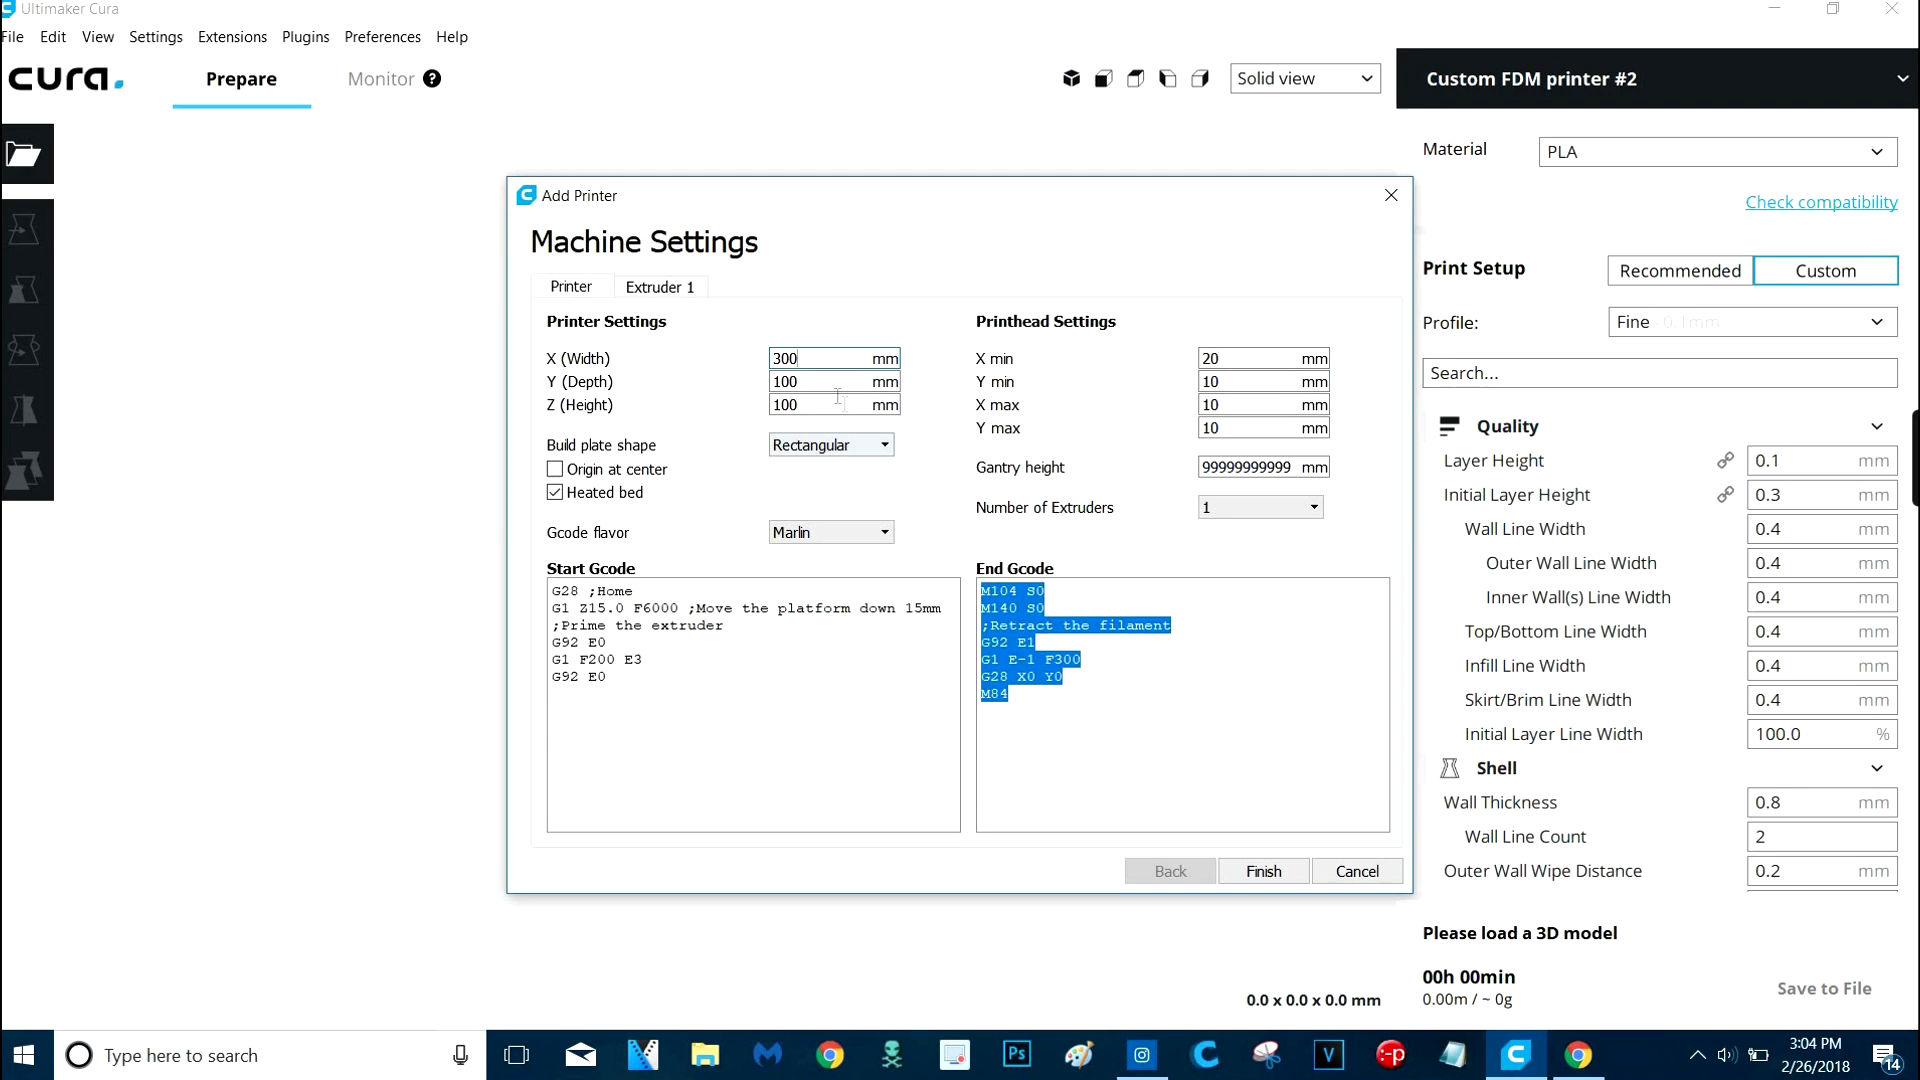 Ultimaker Cura
File Edit View Settings Extensions Plugins Preferences Help
cura.
Prepare
Monitor ?
Solid view
Custom FDM printer #2
Material
PLA
Check compatibility
Print Setup
Recommended
Custom
Profile:
Fine 0.1mm
Search...
Quality
Layer Height 0.1 mm
Initial Layer Height 0.3 mm
Wall Line Width 0.4 mm
Outer Wall Line Width 0.4 mm
Inner Wall(s) Line Width 0.4 mm
Top/Bottom Line Width 0.4 mm
Infill Line Width 0.4 mm
Skirt/Brim Line Width 0.4 mm
Initial Layer Line Width 100.0 %
Shell
Wall Thickness 0.8 mm
Wall Line Count 2
Outer Wall Wipe Distance 0.2 mm
Please load a 3D model
00h 00min
0.00m / ~ 0g
Save to File
Add Printer
Machine Settings
Printer
Extruder 1
Printer Settings
X (Width) 300 mm
Y (Depth) 100 mm
Z (Height) 100 mm
Build plate shape Rectangular
Origin at center
Heated bed
Gcode flavor Marlin
Printhead Settings
X min 20 mm
Y min 10 mm
X max 10 mm
Y max 10 mm
Gantry height 99999999999 mm
Number of Extruders 1
Start Gcode
G28 ;Home
G1 Z15.0 F6000 ;Move the platform down 15mm
;Prime the extruder
G92 E0
G1 F200 E3
G92 E0
End Gcode
M104 S0
M140 S0
;Retract the filament
G92 E1
G1 E-1 F300
G28 X0 Y0
M84
Back
Finish
Cancel
0.0 x 0.0 x 0.0 mm
Type here to search
Ps
V
:-p
3:04 PM
2/26/2018
14